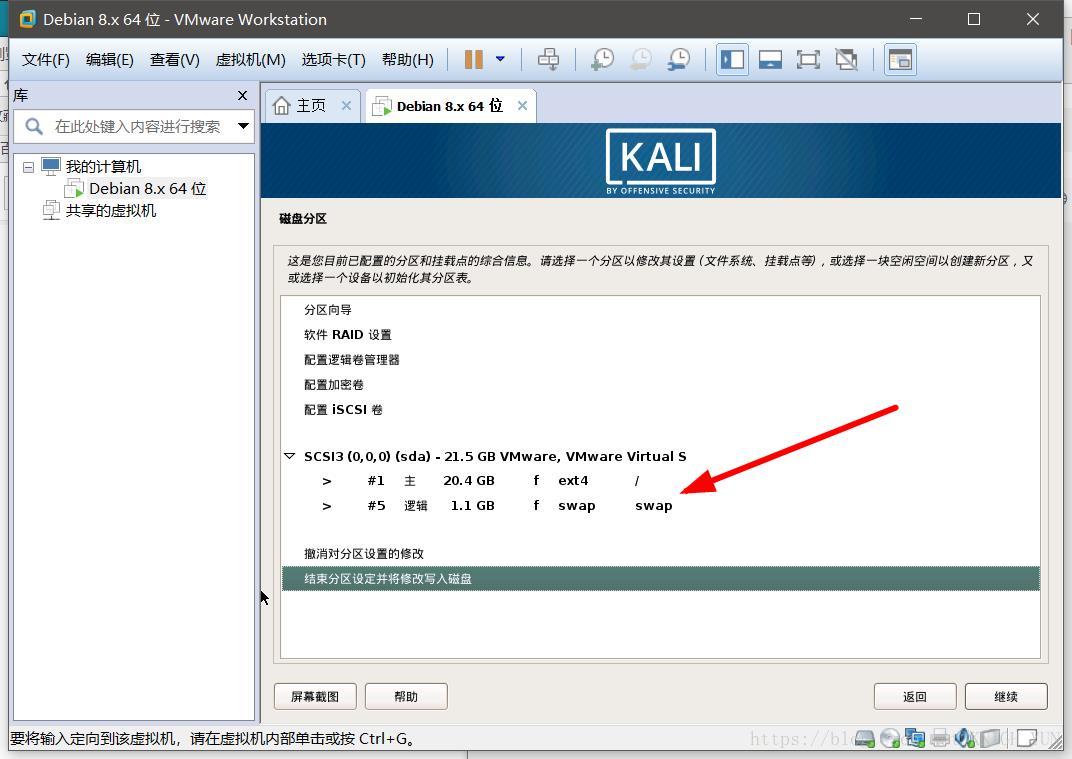 Debian 8.x 64 位 - VMware Workstation
文件(F) 编辑(E) 查看(V) 虚拟机(M) 选项卡(T) 帮助(H)
库
在此处键入内容进行搜索
我的计算机
Debian 8.x 64 位
共享的虚拟机
主页
Debian 8.x 64 位
KALI
BY OFFENSIVE SECURITY
磁盘分区
这是您目前已配置的分区和挂载点的综合信息。请选择一个分区以修改其设置 (文件系统、挂载点等) , 或选择一块空闲空间以创建新分区，又
或选择一个设备以初始化其分区表。
分区向导
软件 RAID 设置
配置逻辑卷管理器
配置加密卷
配置 iSCSI 卷
SCSI3 (0,0,0) (sda) - 21.5 GB VMware, VMware Virtual S
> #1 主 20.4 GB f ext4 /
> #5 逻辑 1.1 GB f swap swap
撤消对分区设置的修改
结束分区设定并将修改写入磁盘
屏幕截图 帮助 返回 继续
要将输入定向到该虚拟机，请在虚拟机内部单击或按 Ctrl+G。